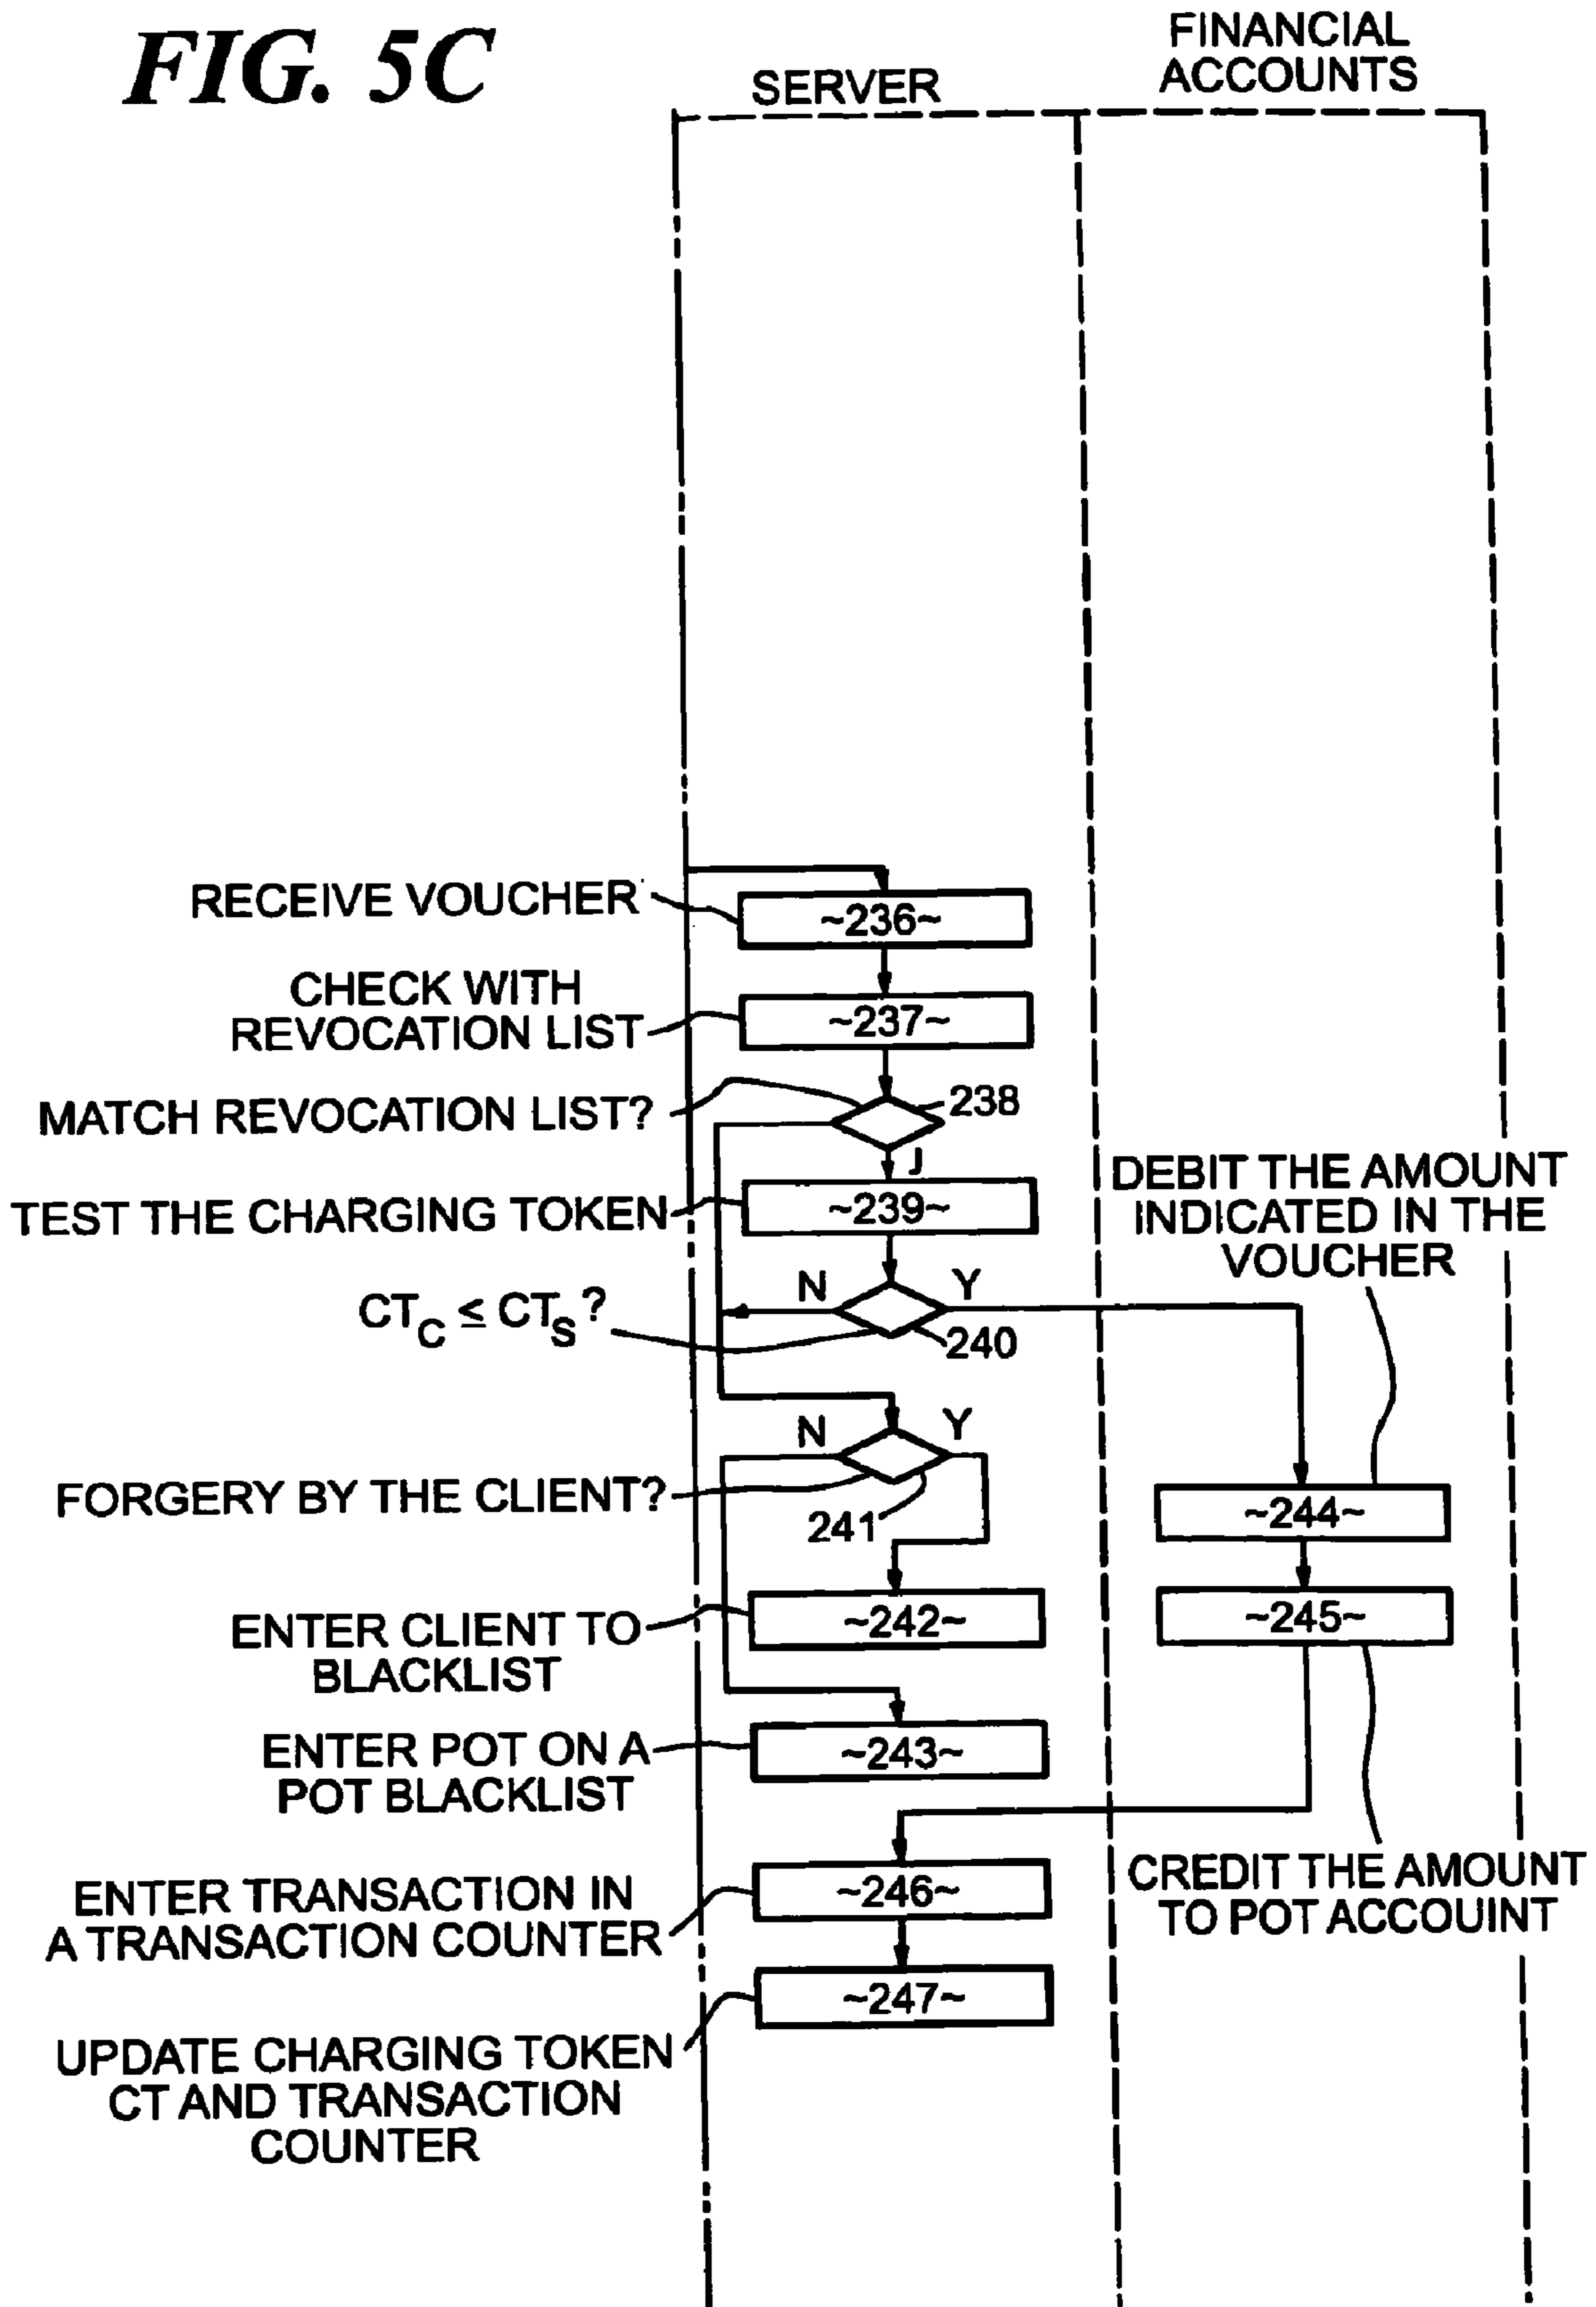 FIG. 5C
SERVER
FINANCIAL
ACCOUNTS
RECEIVE VOUCHER
~236~
CHECK WITH
REVOCATION LIST
~237~
MATCH REVOCATION LIST?
238
J
TEST THE CHARGING TOKEN
~239~
DEBIT THE AMOUNT
INDICATED IN THE
VOUCHER
CTC ≤ CTS?
N
Y
240
N
Y
FORGERY BY THE CLIENT?
241
~244~
ENTER CLIENT TO
BLACKLIST
~242~
~245~
ENTER POT ON A
POT BLACKLIST
~243~
ENTER TRANSACTION IN
A TRANSACTION COUNTER
~246~
CREDIT THE AMOUNT
TO POT ACCOUINT
~247~
UPDATE CHARGING TOKEN
CT AND TRANSACTION
COUNTER